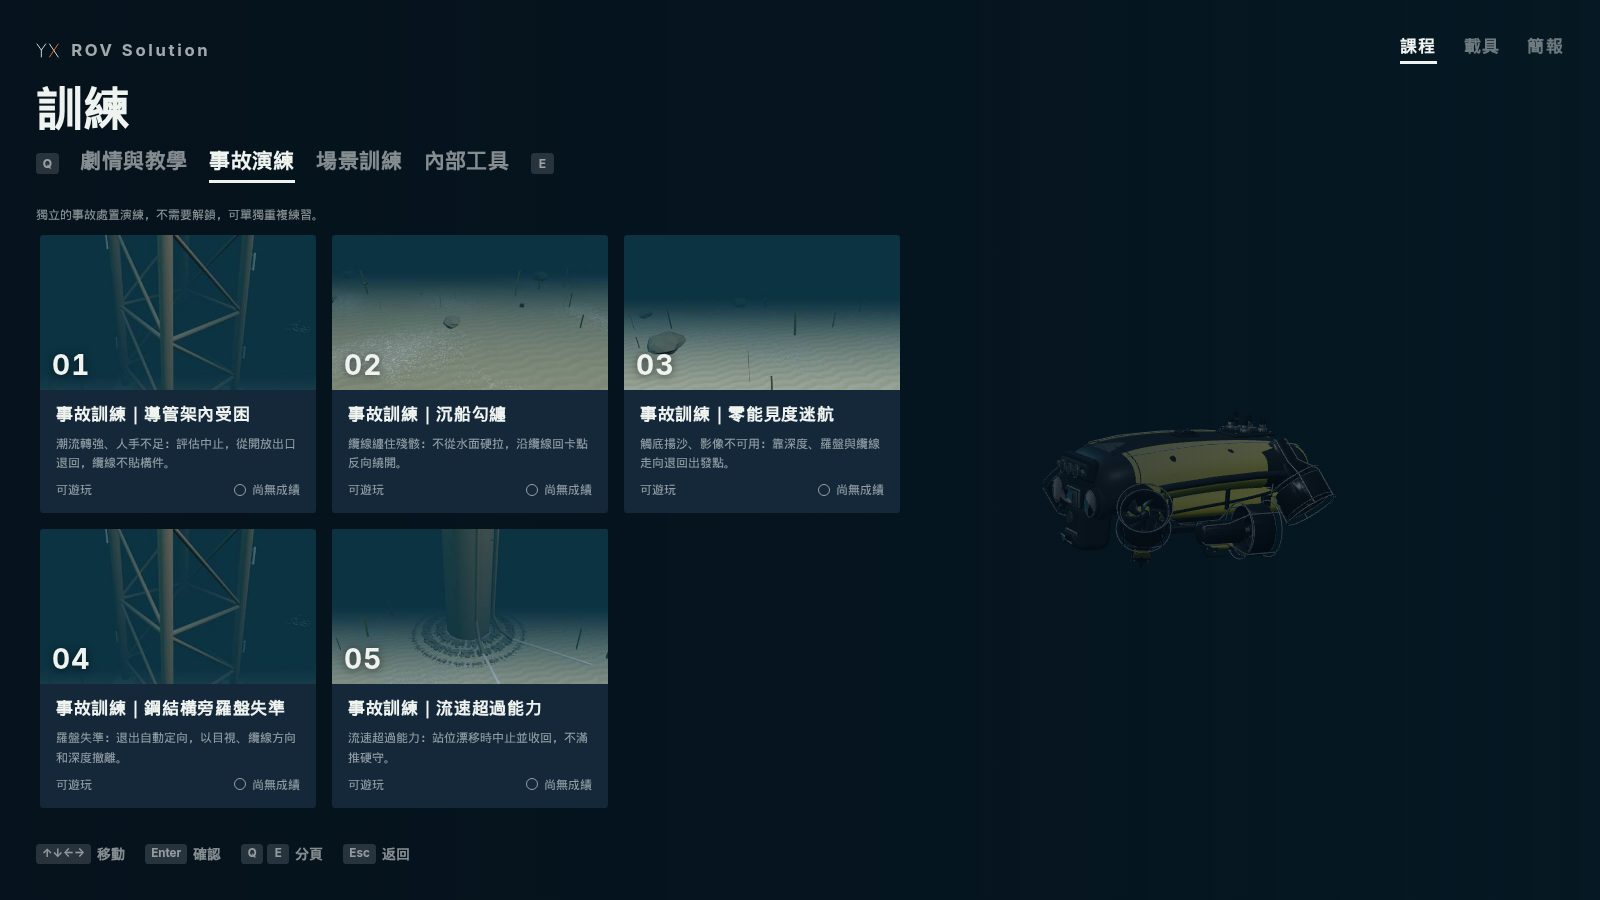 YX ROV Solution
課程 載具 簡報
訓練
Q 劇情與教學 事故演練 場景訓練 內部工具 E
獨立的事故處置演練，不需要解鎖，可單獨重複練習。
01
事故訓練｜導管架內受困
潮流轉強、人手不足：評估中止，從開放出口
退回，纜線不貼構件。
可遊玩 尚無成績
02
事故訓練｜沉船勾纏
纜線纏住殘骸：不從水面硬拉，沿纜線回卡點
反向繞開。
可遊玩 尚無成績
03
事故訓練｜零能見度迷航
觸底揚沙、影像不可用：靠深度、羅盤與纜線
走向退回出發點。
可遊玩 尚無成績
04
事故訓練｜鋼結構旁羅盤失準
羅盤失準：退出自動定向，以目視、纜線方向
和深度撤離。
可遊玩 尚無成績
05
事故訓練｜流速超過能力
流速超過能力：站位漂移時中止並收回，不滿
推硬守。
可遊玩 尚無成績
↑↓←→ 移動 Enter 確認 Q E 分頁 Esc 返回